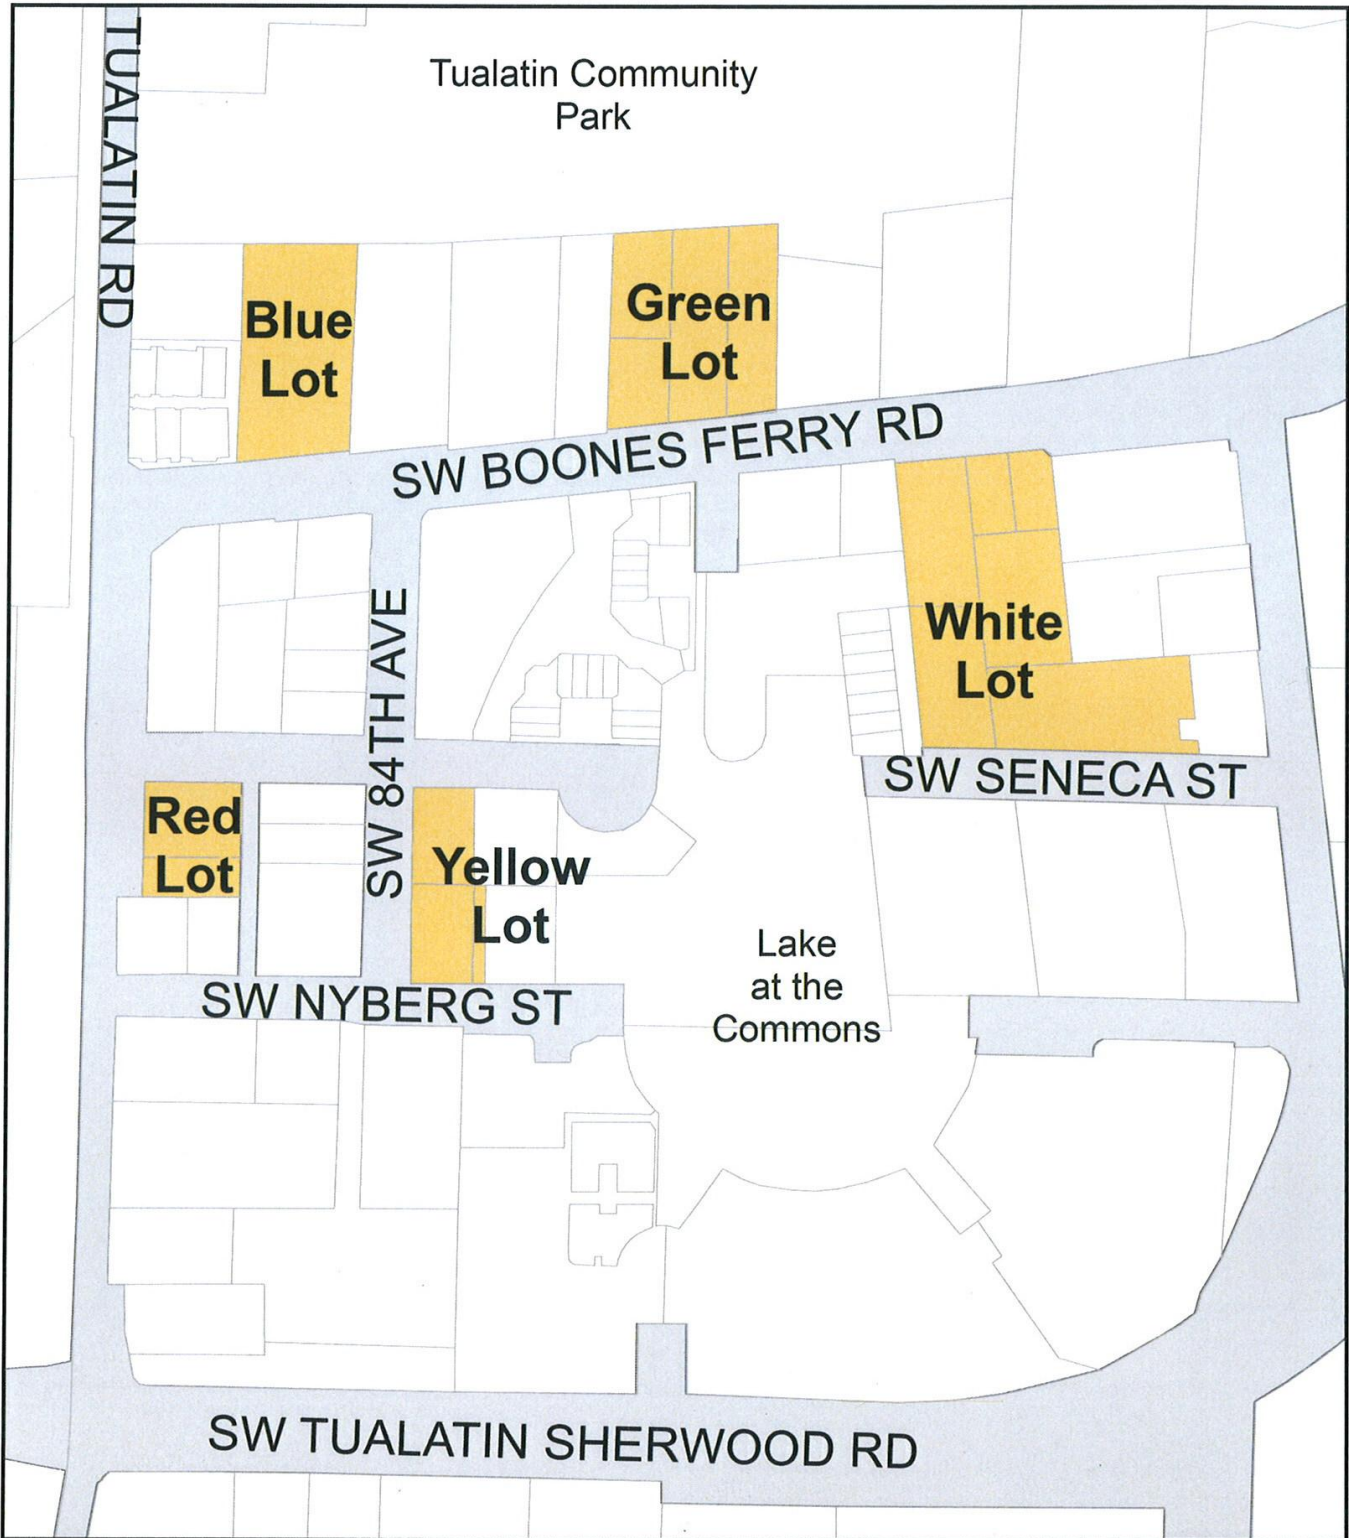 Tualatin Community
Park
TUALATIN RD
Blue
Lot
Green
Lot
SW BOONES FERRY RD
White
Lot
SW 84TH AVE
SW SENECA ST
Red
Lot
Yellow
Lot
Lake
at the
Commons
SW NYBERG ST
SW TUALATIN SHERWOOD RD